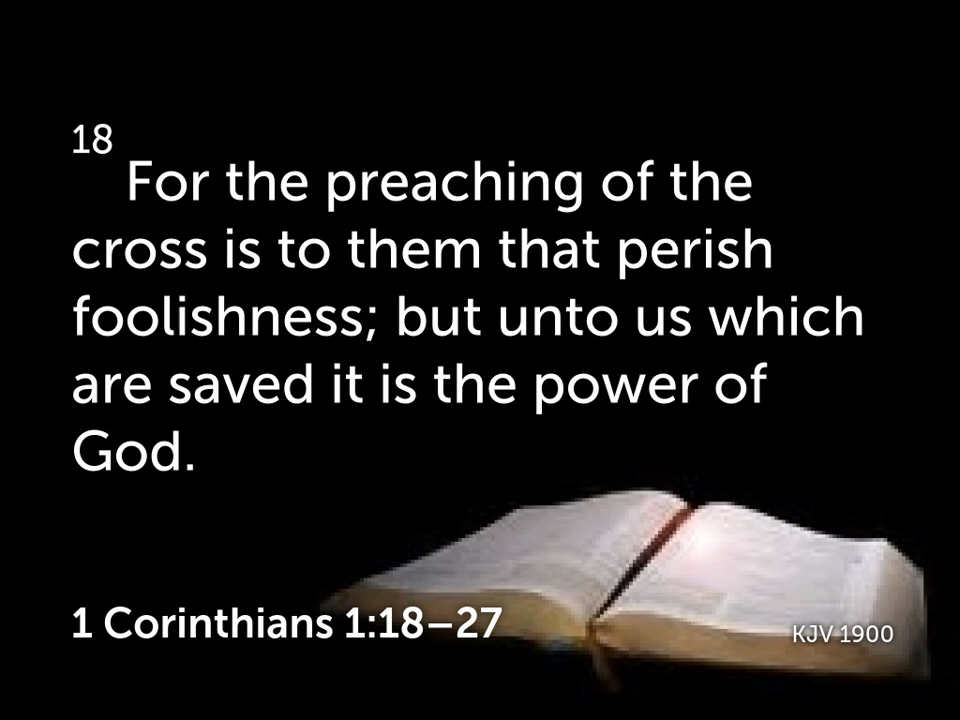 18
For the preaching of the
cross is to them that perish
foolishness; but unto us which
are saved it is the power of
God.
1 Corinthians 1:18–27
KJV 1900